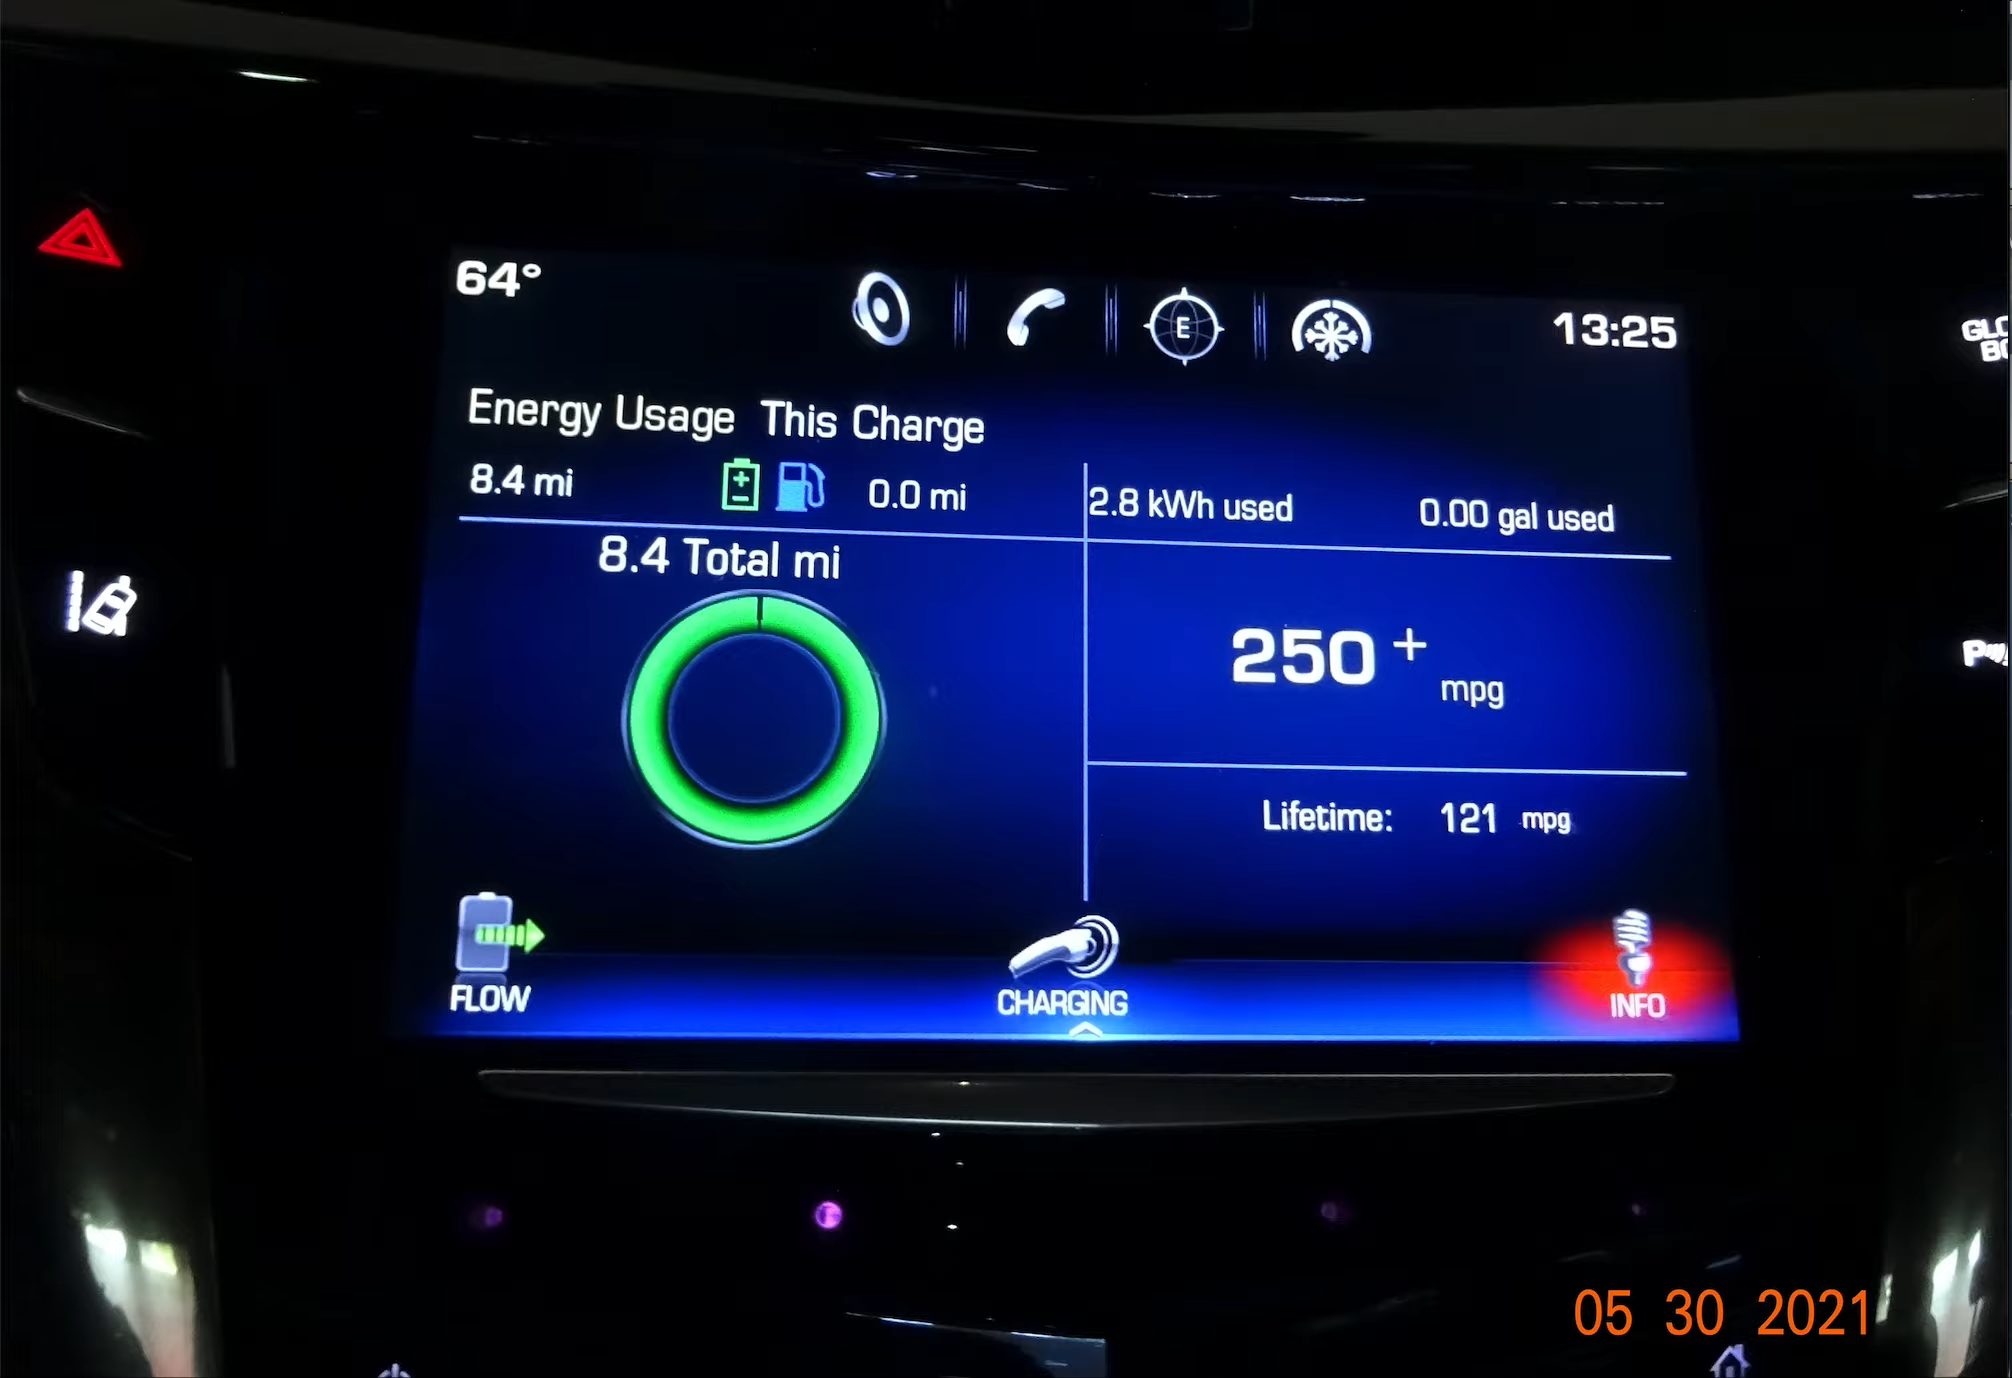 64°
E
13:25
Energy Usage This Charge
8.4 mi
0.0 mi
2.8 kWh used
0.00 gal used
8.4 Total mi
250+ mpg
Lifetime: 121 mpg
FLOW
CHARGING
INFO
05 30 2021